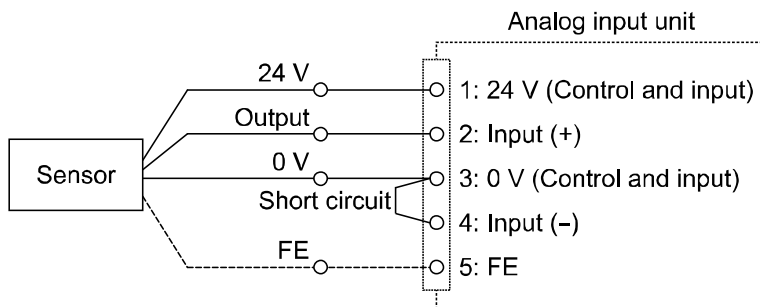 Analog input unit
24 V
1: 24 V (Control and input)
Output
2: Input (+)
0 V
3: 0 V (Control and input)
Sensor
Short circuit
4: Input (−)
FE
5: FE